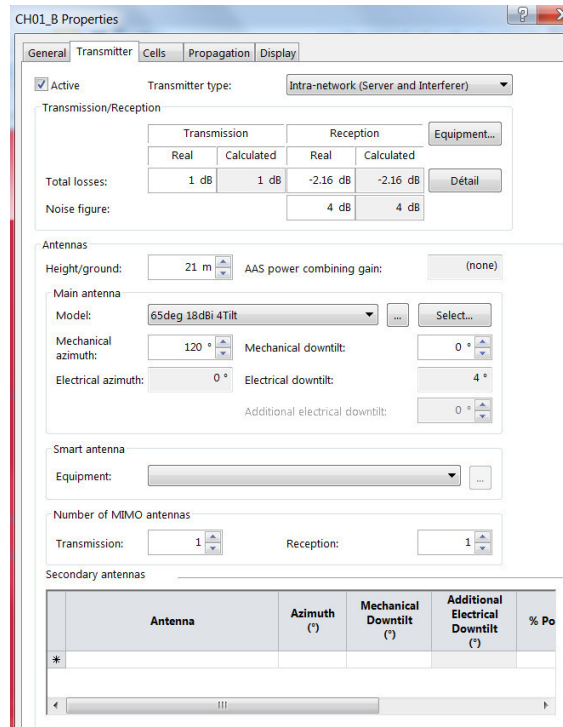 CH01_B Properties
General Transmitter Cells Propagation Display
Active Transmitter type: Intra-network (Server and Interferer)
Transmission/Reception
Transmission Reception Equipment...
Real Calculated Real Calculated
Total losses: 1 dB 1 dB -2.16 dB -2.16 dB Détail
Noise figure: 4 dB 4 dB
Antennas
Height/ground: 21 m AAS power combining gain: (none)
Main antenna
Model: 65deg 18dBi 4Tilt ... Select...
Mechanical azimuth: 120 ° Mechanical downtilt: 0 °
Electrical azimuth: 0 ° Electrical downtilt: 4 °
Additional electrical downtilt: 0 °
Smart antenna
Equipment: ...
Number of MIMO antennas
Transmission: 1 Reception: 1
Secondary antennas
Antenna Azimuth (°) Mechanical Downtilt (°) Additional Electrical Downtilt (°) % Po